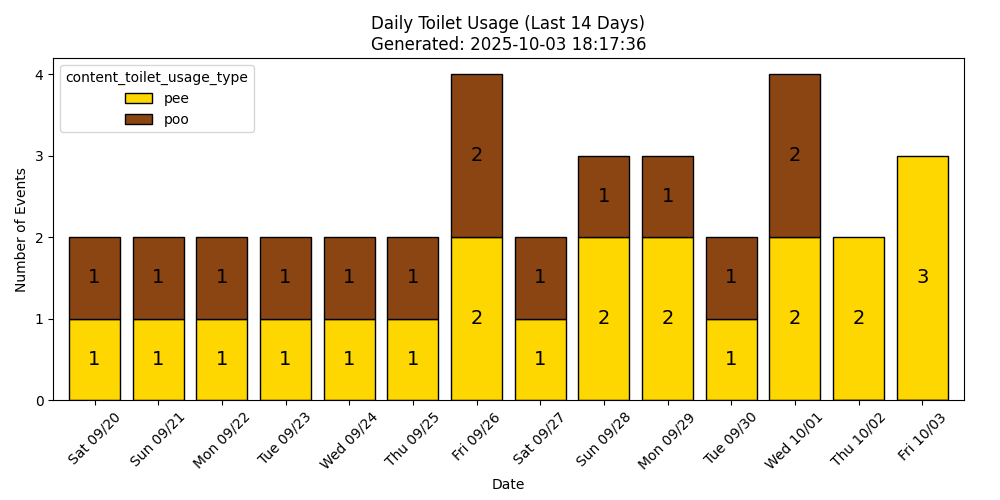 Daily Toilet Usage (Last 14 Days)
Generated: 2025-10-03 18:17:36
content_toilet_usage_type
pee
poo
Number of Events
4
3
2
1
0
2 2
1 1 2
1 1 1 1 1 1 1 1 3
2 2 2 2 2
1 1 1 1 1 1 1 1
Sat 09/20 Sun 09/21 Mon 09/22 Tue 09/23 Wed 09/24 Thu 09/25 Fri 09/26 Sat 09/27 Sun 09/28 Mon 09/29 Tue 09/30 Wed 10/01 Thu 10/02 Fri 10/03
Date